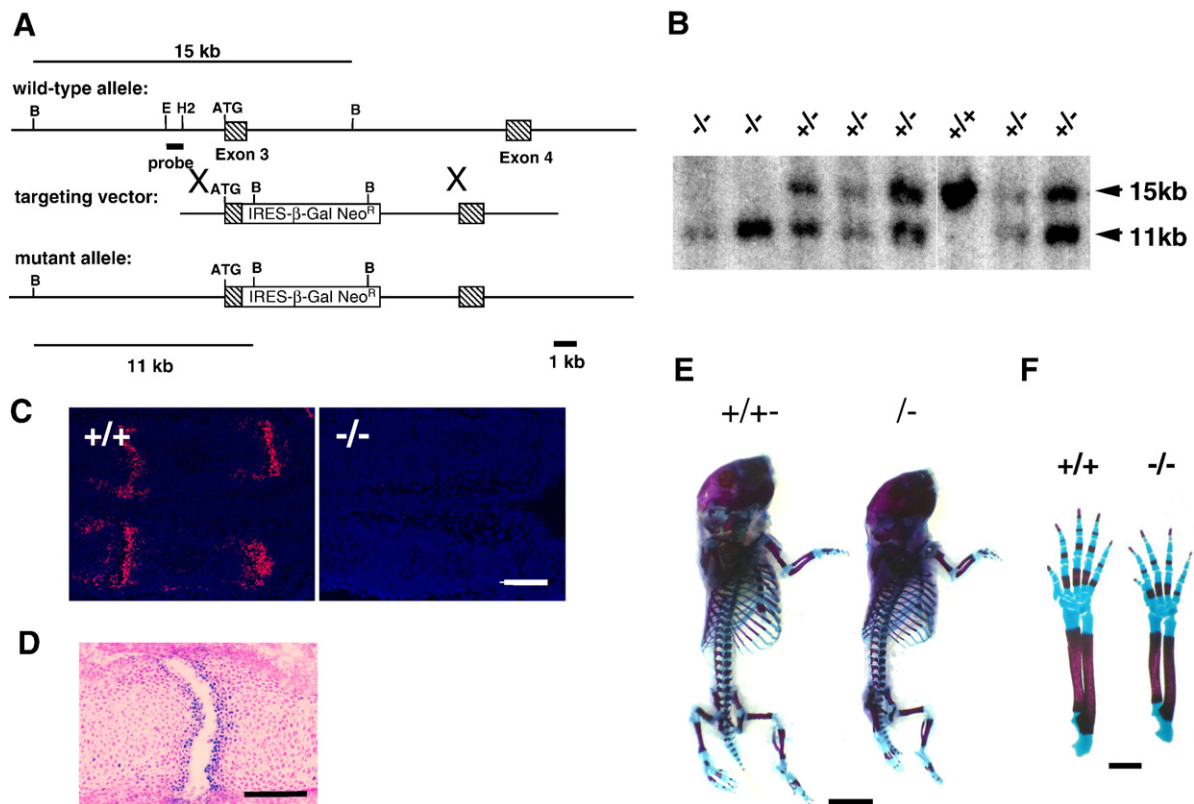 A
15 kb
wild-type allele:
B E H2 ATG B
probe Exon 3 Exon 4
X X
targeting vector:
ATG B B
IRES-β-Gal Neo^R
mutant allele:
B ATG B B
IRES-β-Gal Neo^R
11 kb
1 kb
B
-/- -/- +/- +/- +/- +/+ +/- +/-
15kb
11kb
C
+/+ -/-
D
E
+/+- /-
F
+/+ -/-